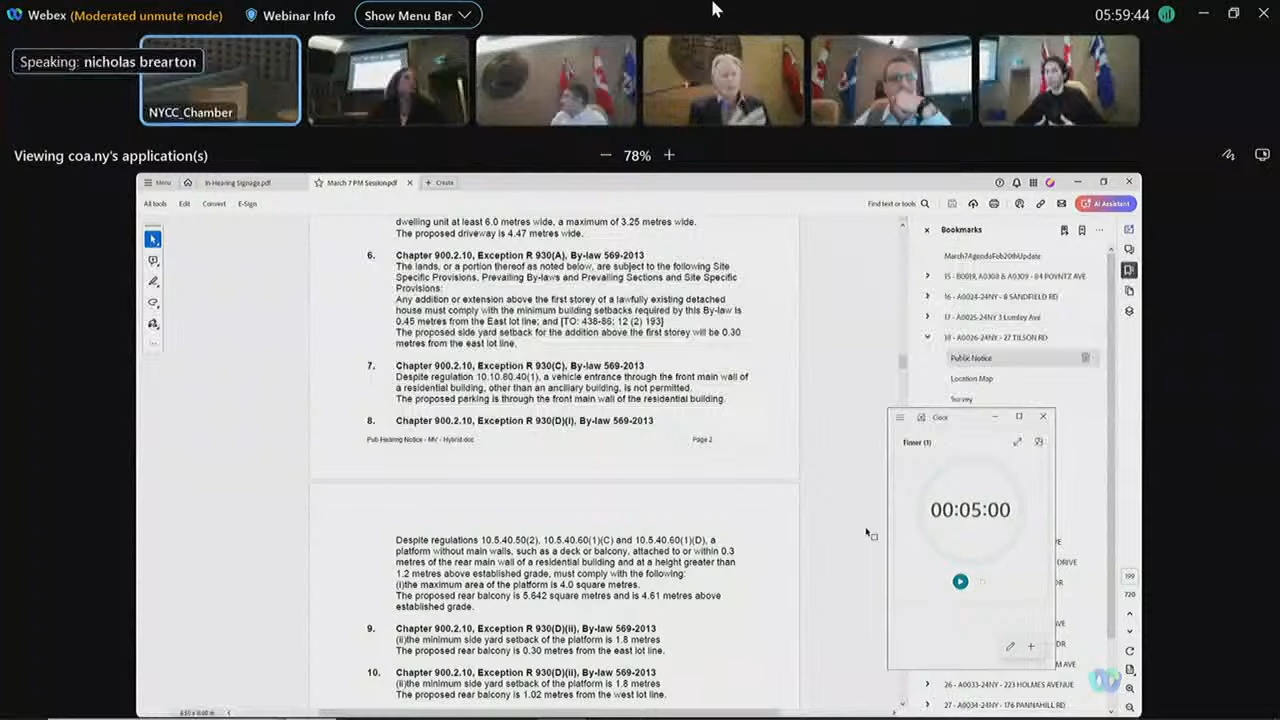 Webex (Moderated unmute mode)
Webinar Info
Show Menu Bar
05:59:44
Speaking: nicholas brearton
NYCC_Chamber
Viewing coa.ny's application(s)
78%
Menu
In-Hearing Signage.pdf
March 7 PM Session.pdf
Create
All tools
Edit
Convert
E-Sign
Find text or tools
AI Assistant
dwelling unit at least 6.0 metres wide, a maximum of 3.25 metres wide.
The proposed driveway is 4.47 metres wide.
6. Chapter 900.2.10, Exception R 930(A), By-law 569-2013
The lands, or a portion thereof as noted below, are subject to the following Site
Specific Provisions, Prevailing By-laws and Prevailing Sections and Site Specific
Provisions:
Any addition or extension above the first storey of a lawfully existing detached
house must comply with the minimum building setbacks required by this By-law is
0.45 metres from the East lot line; and [TO: 438-86; 12 (2) 193]
The proposed side yard setback for the addition above the first storey will be 0.30
metres from the east lot line.
7. Chapter 900.2.10, Exception R 930(C), By-law 569-2013
Despite regulation 10.10.80.40(1), a vehicle entrance through the front main wall of
a residential building, other than an ancillary building, is not permitted.
The proposed parking is through the front main wall of the residential building.
8. Chapter 900.2.10, Exception R 930(D)(i), By-law 569-2013
Pub Hearing Notice - MV - Hybrid.doc
Page 2
Despite regulations 10.5.40.50(2), 10.5.40.60(1)(C) and 10.5.40.60(1)(D), a
platform without main walls, such as a deck or balcony, attached to or within 0.3
metres of the rear main wall of a residential building and at a height greater than
1.2 metres above established grade, must comply with the following:
(i)the maximum area of the platform is 4.0 square metres.
The proposed rear balcony is 5.642 square metres and is 4.61 metres above
established grade.
9. Chapter 900.2.10, Exception R 930(D)(ii), By-law 569-2013
(ii)the minimum side yard setback of the platform is 1.8 metres
The proposed rear balcony is 0.30 metres from the east lot line.
10. Chapter 900.2.10, Exception R 930(D)(ii), By-law 569-2013
(ii)the minimum side yard setback of the platform is 1.8 metres
The proposed rear balcony is 1.02 metres from the west lot line.
Bookmarks
March7AgendaFeb20thUpdate
15 - B0019, A0308 & A0309 - 84 POYNTZ AVE
16 - A0024-24NY - 8 SANDFIELD RD
17 - A0025-24NY 3 Lumley Ave
18 - A0026-24NY - 27 TILSON RD
Public Notice
Location Map
Survey
Clock
Timer (1)
00:05:00
DRIVE
26 - A0033-24NY - 223 HOLMES AVENUE
27 - A0034-24NY - 176 PANNAHILL RD
199
720